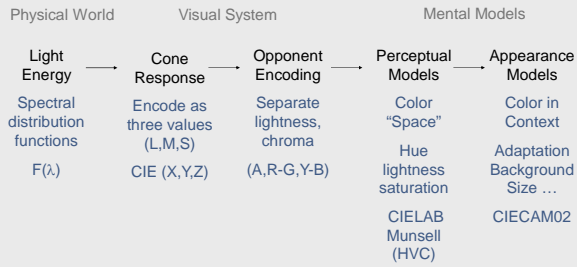 Physical World
Visual System
Mental Models
Light
Energy
Cone
Response
Opponent
Encoding
Perceptual
Models
Appearance
Models
Spectral
distribution
functions
F(λ)
Encode as
three values
(L,M,S)
CIE (X,Y,Z)
Separate
lightness,
chroma
(A,R-G,Y-B)
Color
“Space”
Hue
lightness
saturation
CIELAB
Munsell
(HVC)
Color in
Context
Adaptation
Background
Size …
CIECAM02